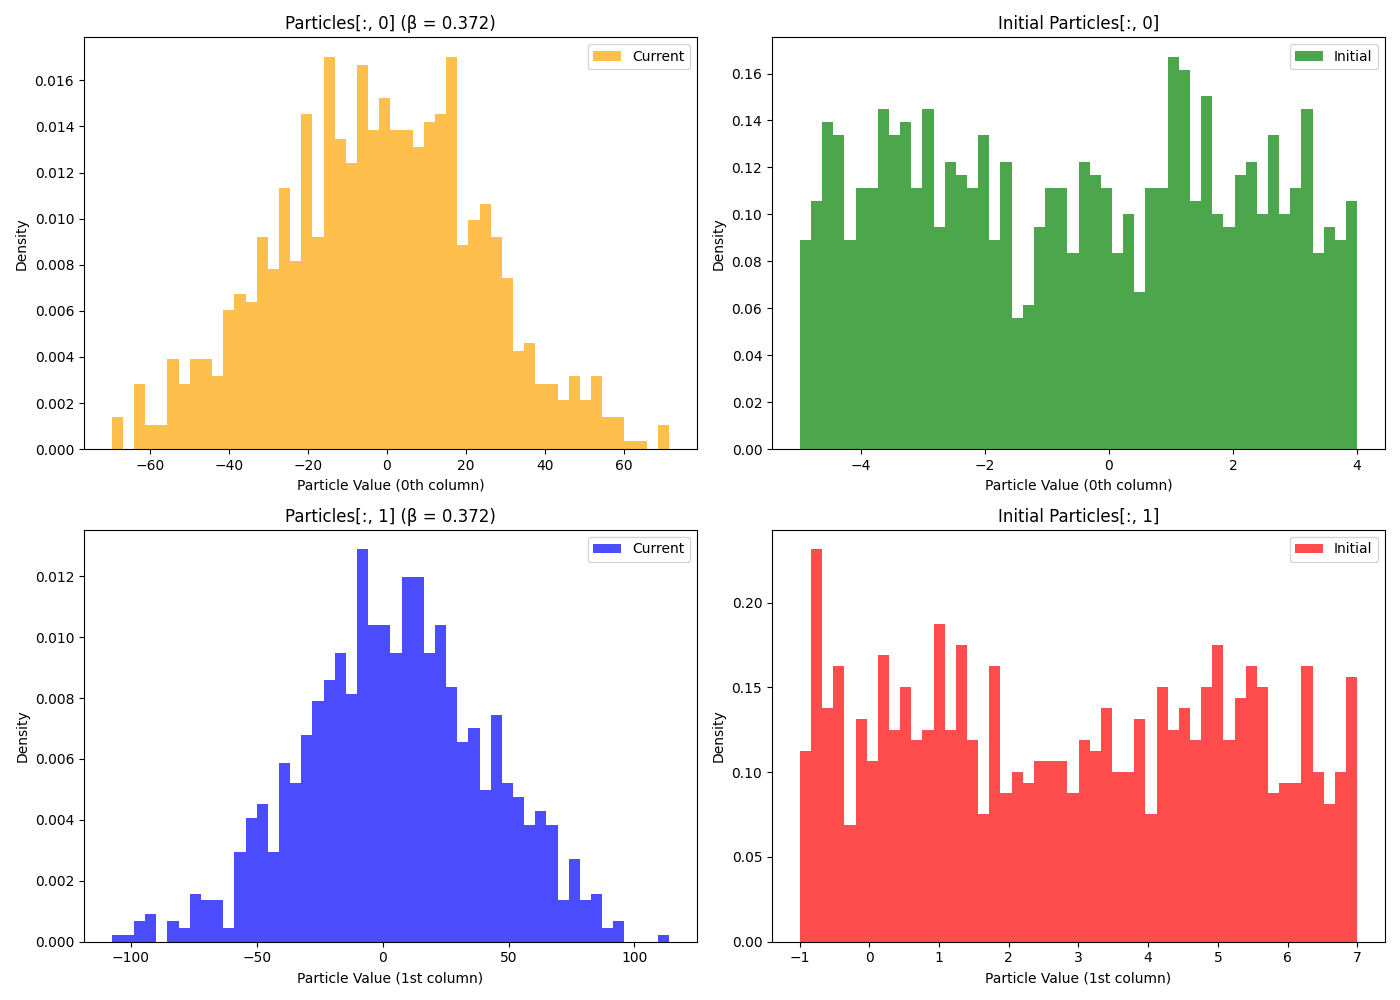 Particles[:, 0] (β = 0.372)
Current
Density
0.016
0.014
0.012
0.010
0.008
0.006
0.004
0.002
0.000
−60 −40 −20 0 20 40 60
Particle Value (0th column)
Initial Particles[:, 0]
Initial
Density
0.16
0.14
0.12
0.10
0.08
0.06
0.04
0.02
0.00
−4 −2 0 2 4
Particle Value (0th column)
Particles[:, 1] (β = 0.372)
Current
Density
0.012
0.010
0.008
0.006
0.004
0.002
0.000
−100 −50 0 50 100
Particle Value (1st column)
Initial Particles[:, 1]
Initial
Density
0.20
0.15
0.10
0.05
0.00
−1 0 1 2 3 4 5 6 7
Particle Value (1st column)